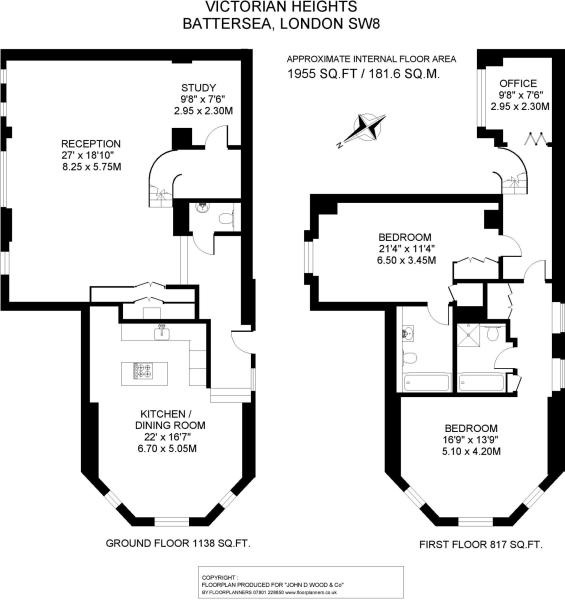 VICTORIAN HEIGHTS
BATTERSEA, LONDON SW8
APPROXIMATE INTERNAL FLOOR AREA
1955 SQ.FT / 181.6 SQ.M.
N
STUDY
9'8" x 7'6"
2.95 x 2.30M
RECEPTION
27' x 18'10"
8.25 x 5.75M
KITCHEN /
DINING ROOM
22' x 16'7"
6.70 x 5.05M
GROUND FLOOR 1138 SQ.FT.
OFFICE
9'8" x 7'6"
2.95 x 2.30M
BEDROOM
21'4" x 11'4"
6.50 x 3.45M
BEDROOM
16'9" x 13'9"
5.10 x 4.20M
FIRST FLOOR 817 SQ.FT.
COPYRIGHT :
FLOORPLAN PRODUCED FOR "JOHN D.WOOD & Co"
BY FLOORPLANNERS 07801 228850 www.floorplanners.co.uk